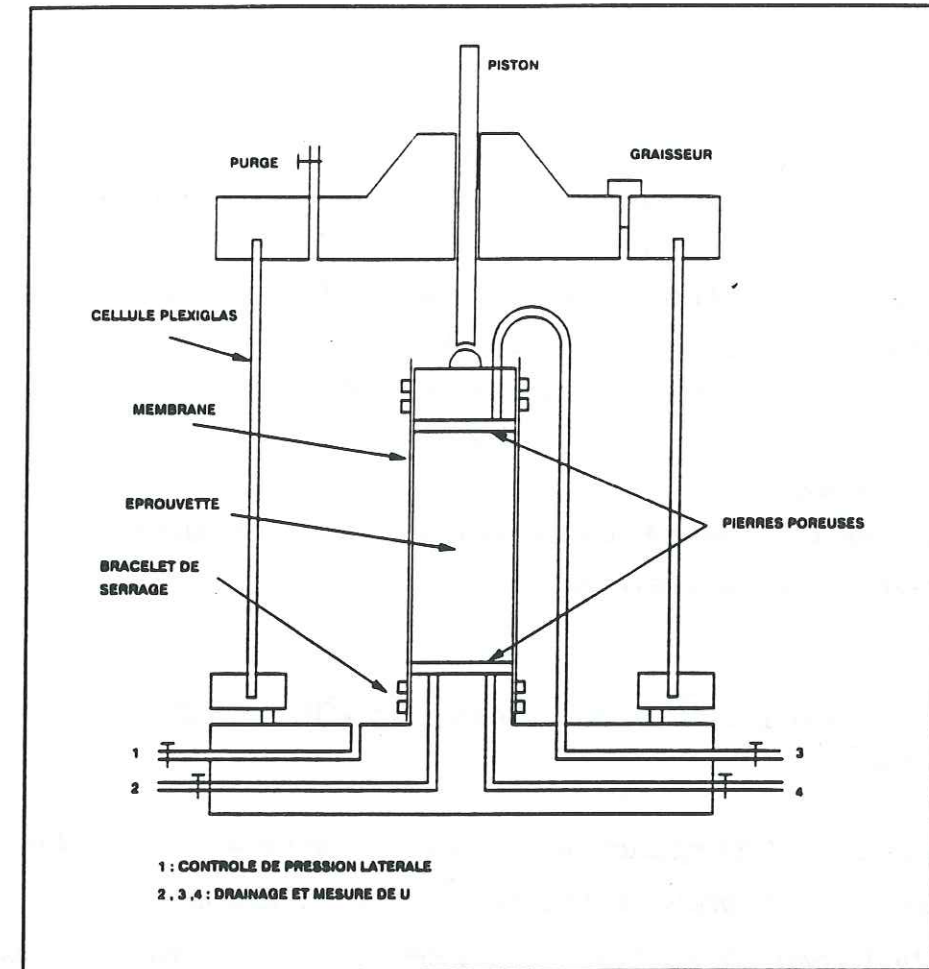 PISTON
PURGE
GRAISSEUR
CELLULE PLEXIGLAS
MEMBRANE
EPROUVETTE
PIERRES POREUSES
BRACELET DE
SERRAGE
1
3
2
4
1 : CONTROLE DE PRESSION LATERALE
2 , 3 ,4 : DRAINAGE ET MESURE DE U